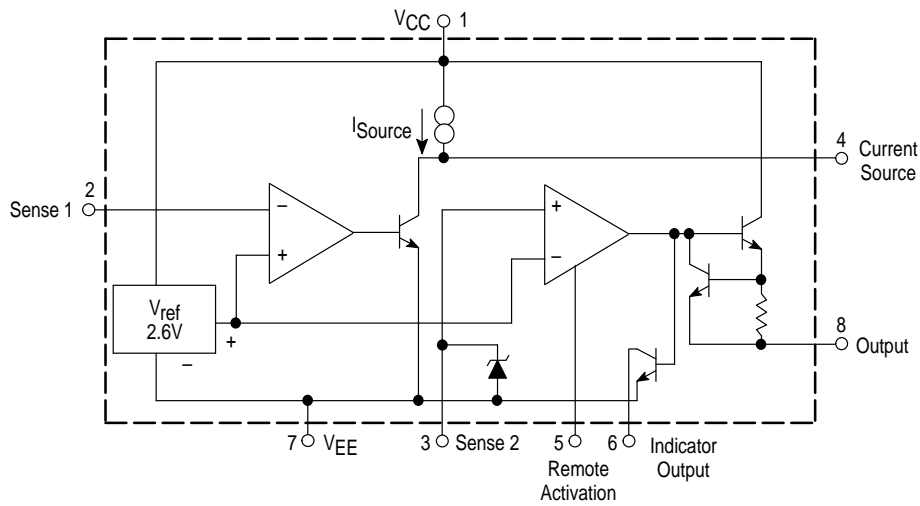 VCC 1
ISource
4 Current
Source
2
Sense 1
−
+
+
−
Vref
2.6V
+
−
8
Output
7 VEE
3 Sense 2
5
Remote
Activation
6 Indicator
Output